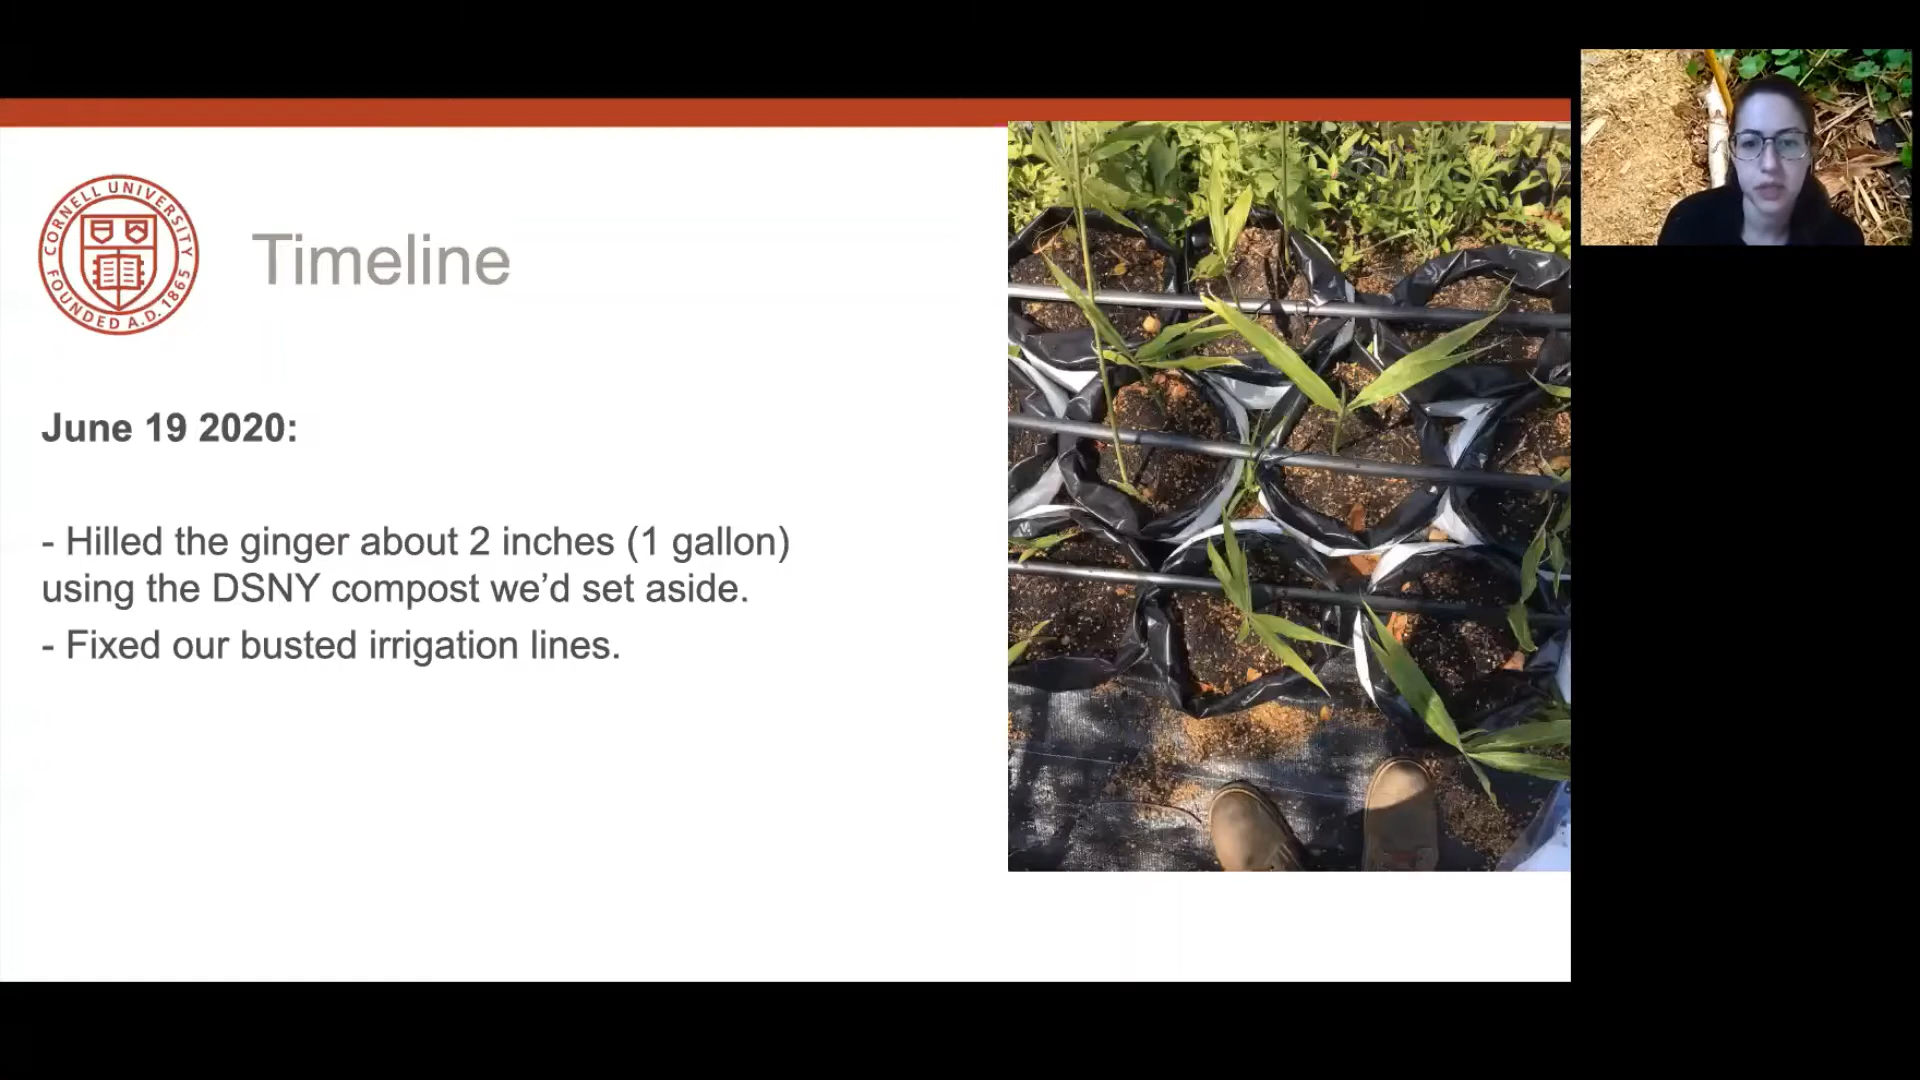 CORNELL UNIVERSITY
FOUNDED A.D. 1865
Timeline
June 19 2020:
- Hilled the ginger about 2 inches (1 gallon)
using the DSNY compost we’d set aside.
- Fixed our busted irrigation lines.